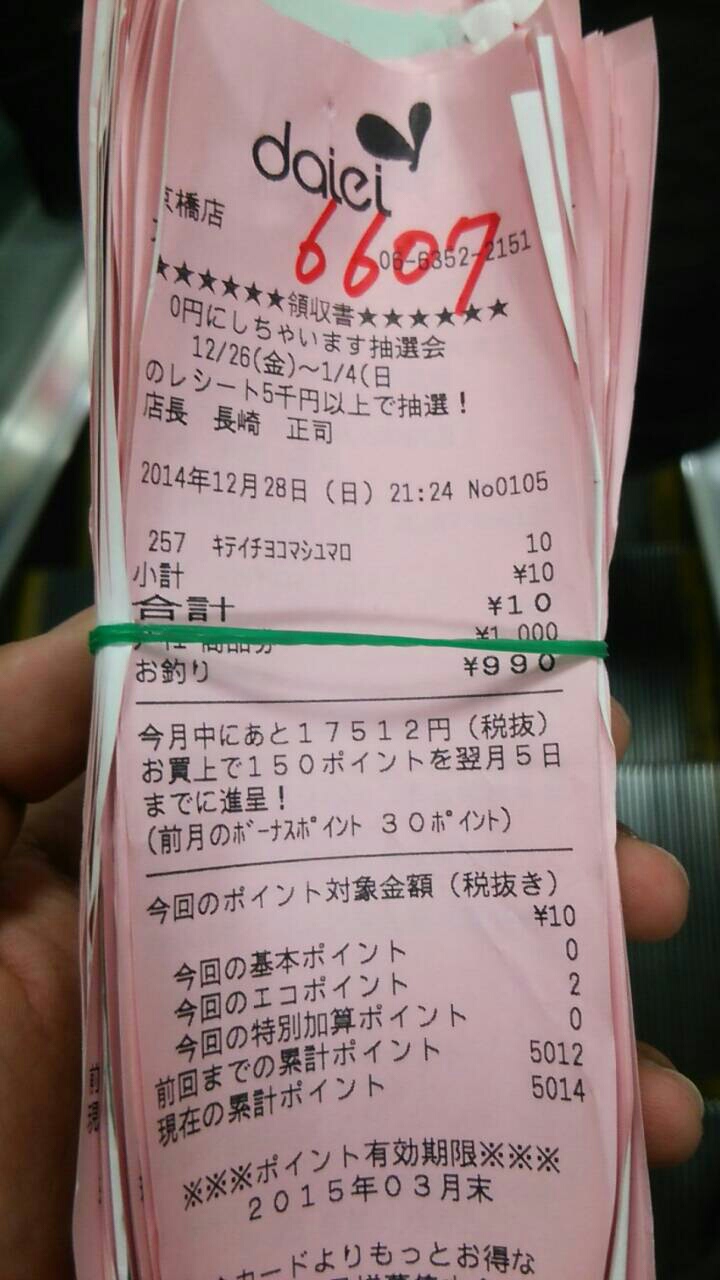 daiei
京橋店
6607
06-6352-2151
★★★★★★領収書★★★★★★
0円にしちゃいます抽選会
12/26(金)～1/4(日
のレシート5千円以上で抽選！
店長 長崎 正司
2014年12月28日（日）21:24 No0105
257 ｷﾃｲﾁﾖｺﾏｼﾕﾏﾛ 10
小計 ¥10
合計 ¥10
商品券 ¥1,000
お釣り ¥990
今月中にあと１７５１２円（税抜）
お買上で１５０ポイントを翌月５日
までに進呈！
(前月のﾎﾞｰﾅｽﾎﾟｲﾝﾄ ３０ﾎﾟｲﾝﾄ)
今回のポイント対象金額（税抜き）
¥10
今回の基本ポイント 0
今回のエコポイント 2
今回の特別加算ポイント 0
前回までの累計ポイント 5012
現在の累計ポイント 5014
※※※ポイント有効期限※※※
２０１５年０３月末
カードよりもっとお得な
前
現